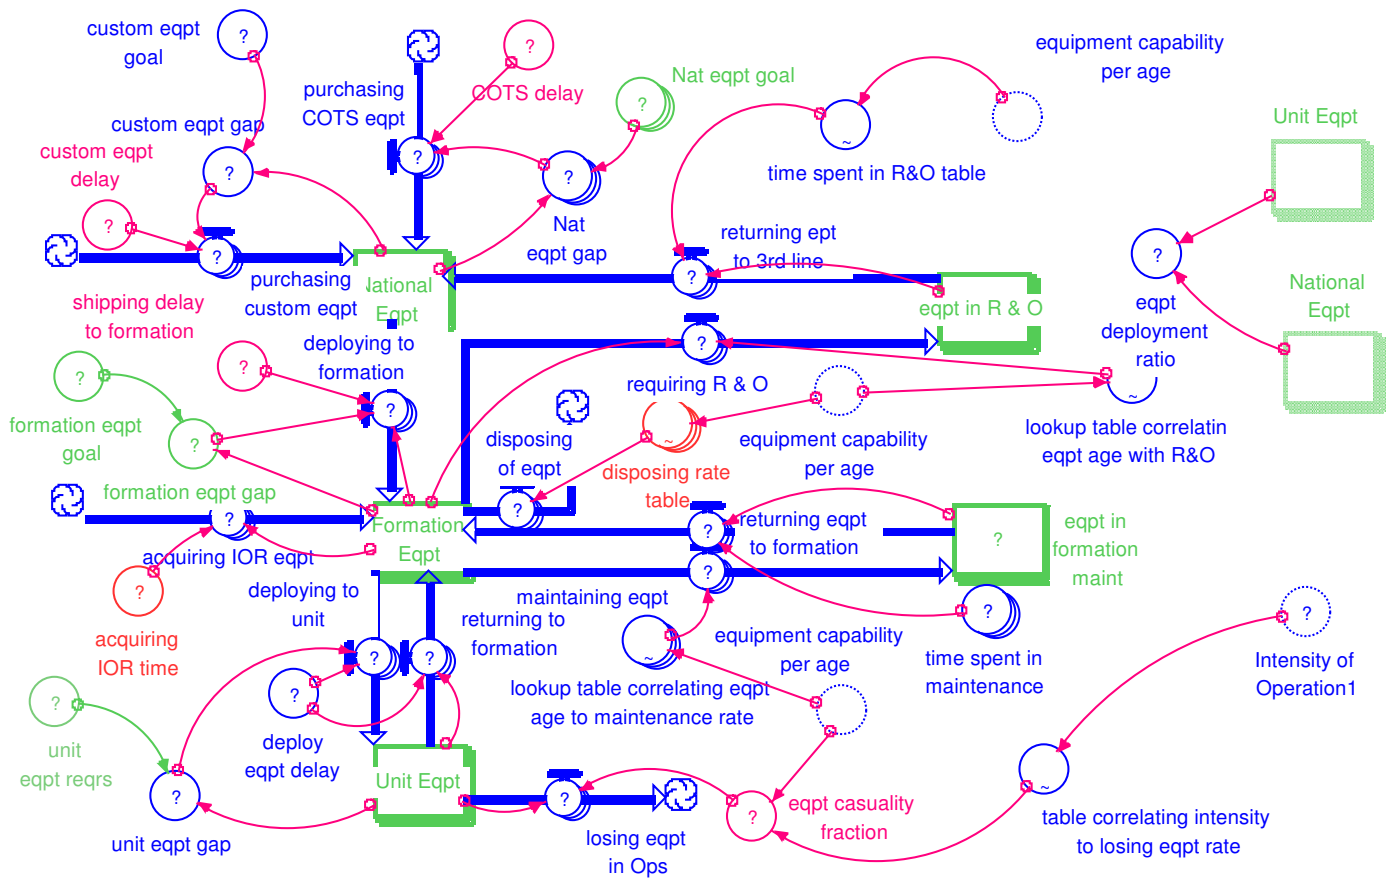 custom eqpt
goal
?
?
COTS delay
purchasing
COTS eqpt
?
Nat eqpt goal
?
equipment capability
per age
~
time spent in R&O table
Unit Eqpt
custom eqpt gap
?
custom eqpt
delay
?
?
purchasing
custom eqpt
?
Nat
eqpt gap
National
Eqpt
returning ept
to 3rd line
?
eqpt in R & O
?
eqpt
deployment
ratio
National
Eqpt
shipping delay
to formation
?
deploying to
formation
?
?
requiring R & O
?
formation eqpt
goal
?
formation eqpt gap
disposing
of eqpt
?
~
disposing rate
table
equipment capability
per age
~
lookup table correlatin
eqpt age with R&O
?
acquiring IOR eqpt
Formation
Eqpt
?
returning eqpt
to formation
?
eqpt in
formation
maint
?
acquiring
IOR time
deploying to
unit
?
returning to
formation
?
?
maintaining eqpt
~
lookup table correlating eqpt
age to maintenance rate
equipment capability
per age
?
time spent in
maintenance
?
Intensity of
Operation1
?
unit
eqpt reqrs
?
deploy
eqpt delay
?
unit eqpt gap
Unit Eqpt
?
losing eqpt
in Ops
?
eqpt casuality
fraction
~
table correlating intensity
to losing eqpt rate